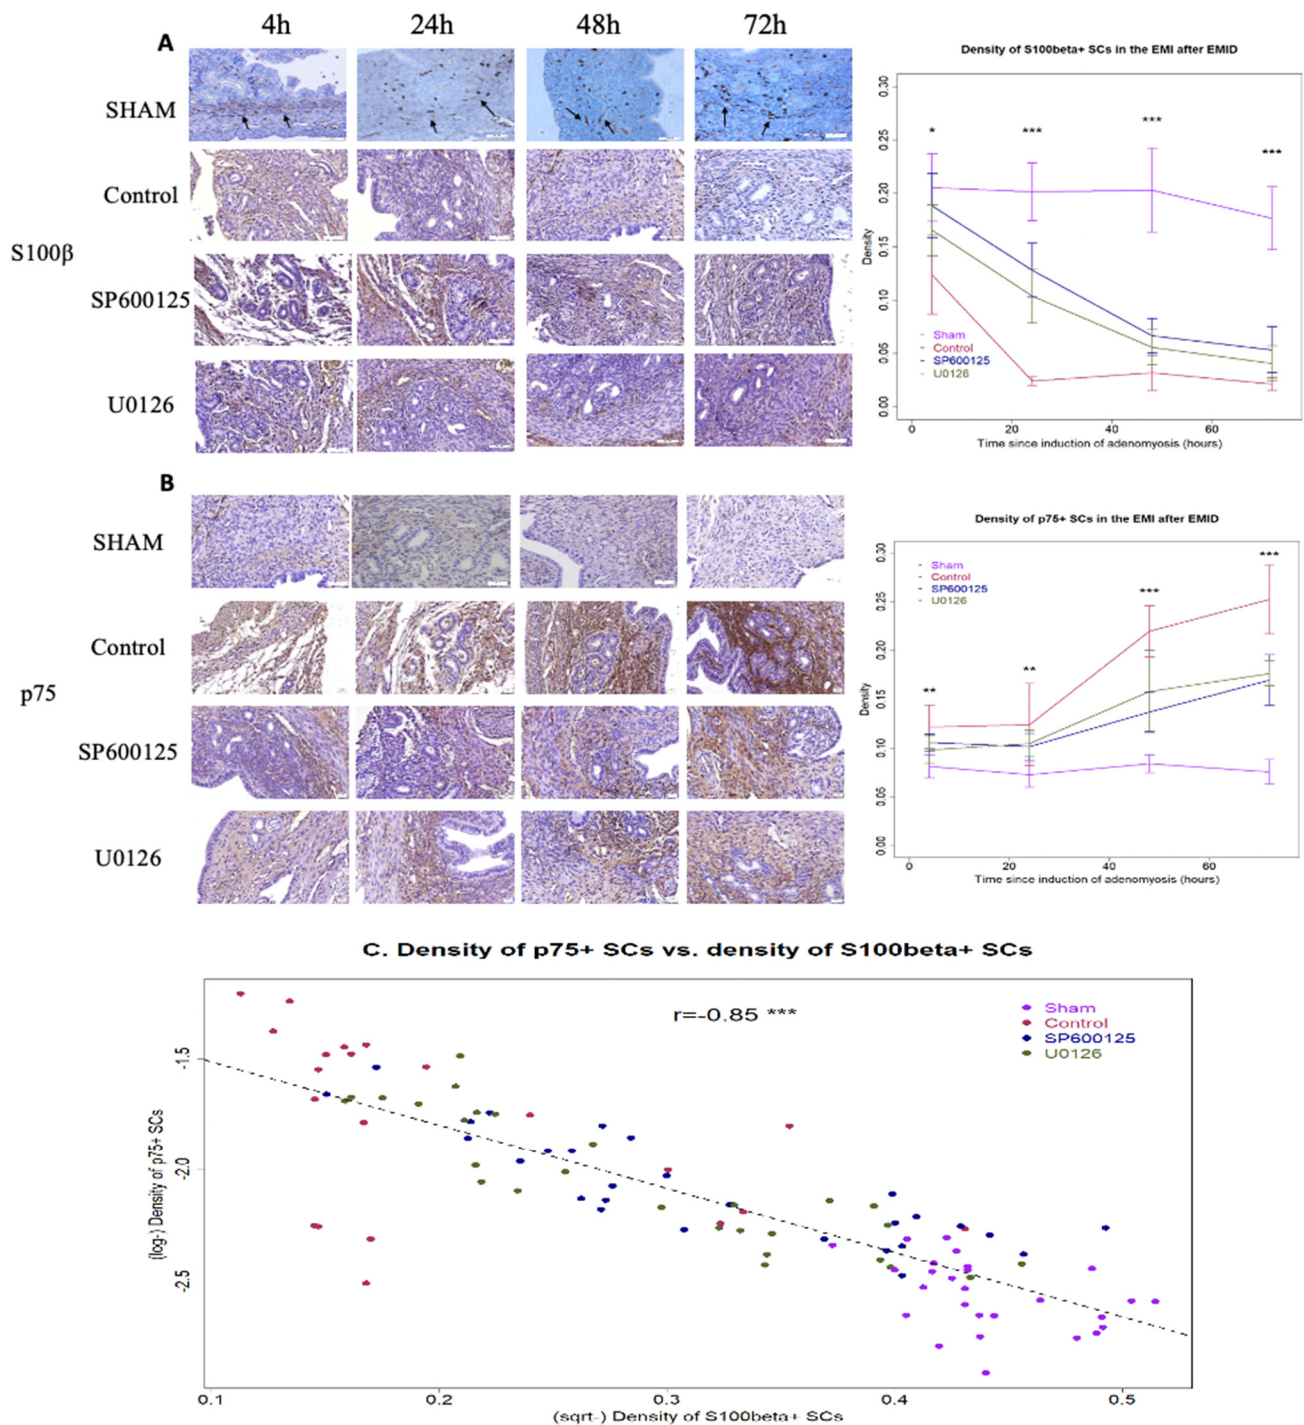 4h 24h 48h 72h
A
SHAM
Control
S100β
SP600125
U0126
Density of S100beta+ SCs in the EMI after EMID
0.30
0.25
0.20
0.15
0.10
0.05
0.00
Density
* *** *** ***
Sham
Control
SP600125
U0126
0 20 40 60
Time since induction of adenomyosis (hours)
B
SHAM
Control
p75
SP600125
U0126
Density of p75+ SCs in the EMI after EMID
0.30
0.25
0.20
0.15
0.10
0.05
0.00
Density
Sham
Control
SP600125
U0126
** ** *** ***
0 20 40 60
Time since induction of adenomyosis (hours)
C. Density of p75+ SCs vs. density of S100beta+ SCs
r=-0.85 ***
Sham
Control
SP600125
U0126
-1.5
-2.0
-2.5
(log-) Density of p75+ SCs
0.1 0.2 0.3 0.4 0.5
(sqrt-) Density of S100beta+ SCs